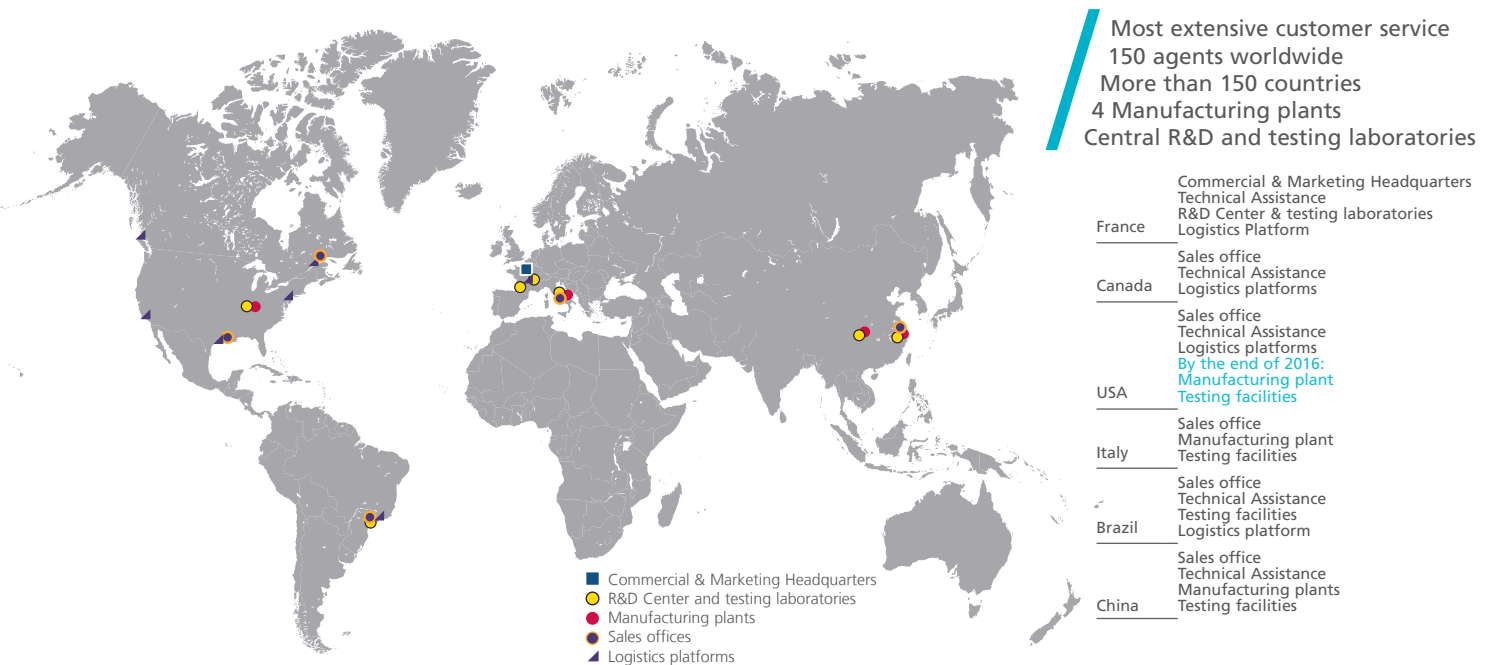 Most extensive customer service
150 agents worldwide
More than 150 countries
4 Manufacturing plants
Central R&D and testing laboratories
France
Commercial & Marketing Headquarters
Technical Assistance
R&D Center & testing laboratories
Logistics Platform
Canada
Sales office
Technical Assistance
Logistics platforms
USA
Sales office
Technical Assistance
Logistics platforms
By the end of 2016:
Manufacturing plant
Testing facilities
Italy
Sales office
Manufacturing plant
Testing facilities
Brazil
Sales office
Technical Assistance
Testing facilities
Logistics platform
China
Sales office
Technical Assistance
Manufacturing plants
Testing facilities
Commercial & Marketing Headquarters
R&D Center and testing laboratories
Manufacturing plants
Sales offices
Logistics platforms